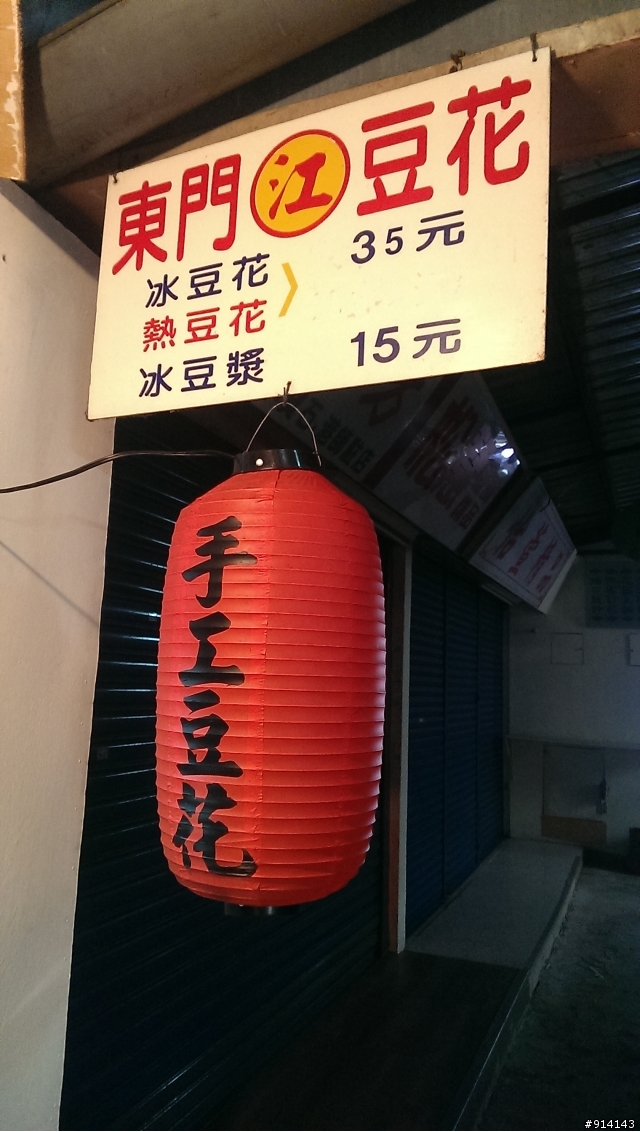 東門 江 豆花
冰豆花
熱豆花 〉 35元
冰豆漿 15元
手工豆花
#914143